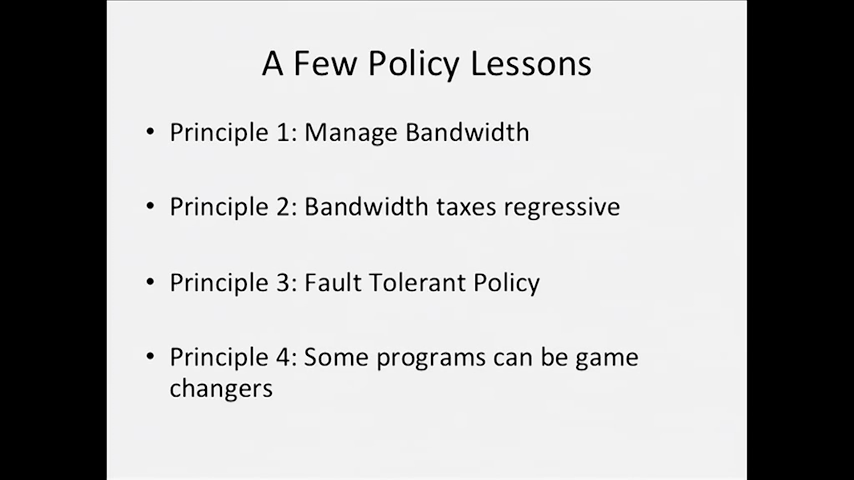 A Few Policy Lessons
• Principle 1: Manage Bandwidth
• Principle 2: Bandwidth taxes regressive
• Principle 3: Fault Tolerant Policy
• Principle 4: Some programs can be game
changers